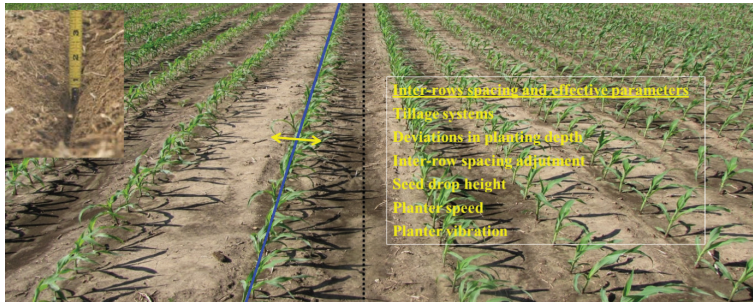 Inter-rows spacing and effective parameters
Tillage systems
Deviations in planting depth
Inter-row spacing adjutment
Seed drop height
Planter speed
Planter vibration